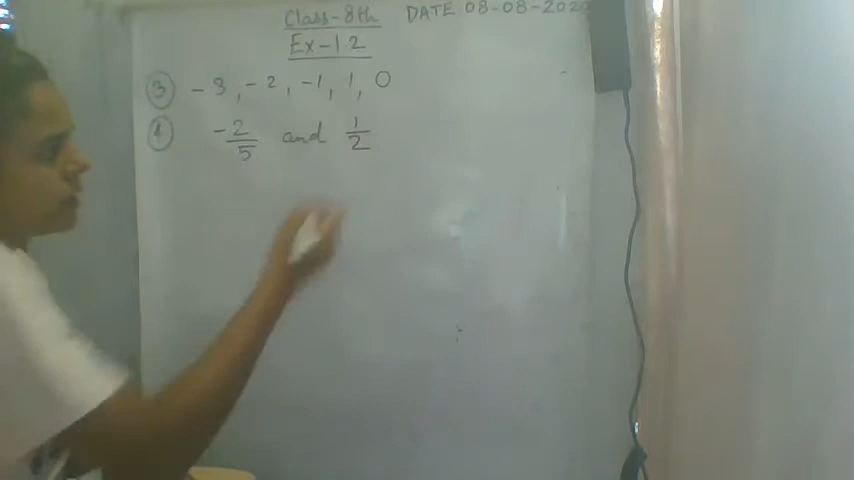 Class-8th DATE 08-08-2020
Ex-1.2
③ -3, -2, -1, 1, 0
④ -2/5 and 1/2